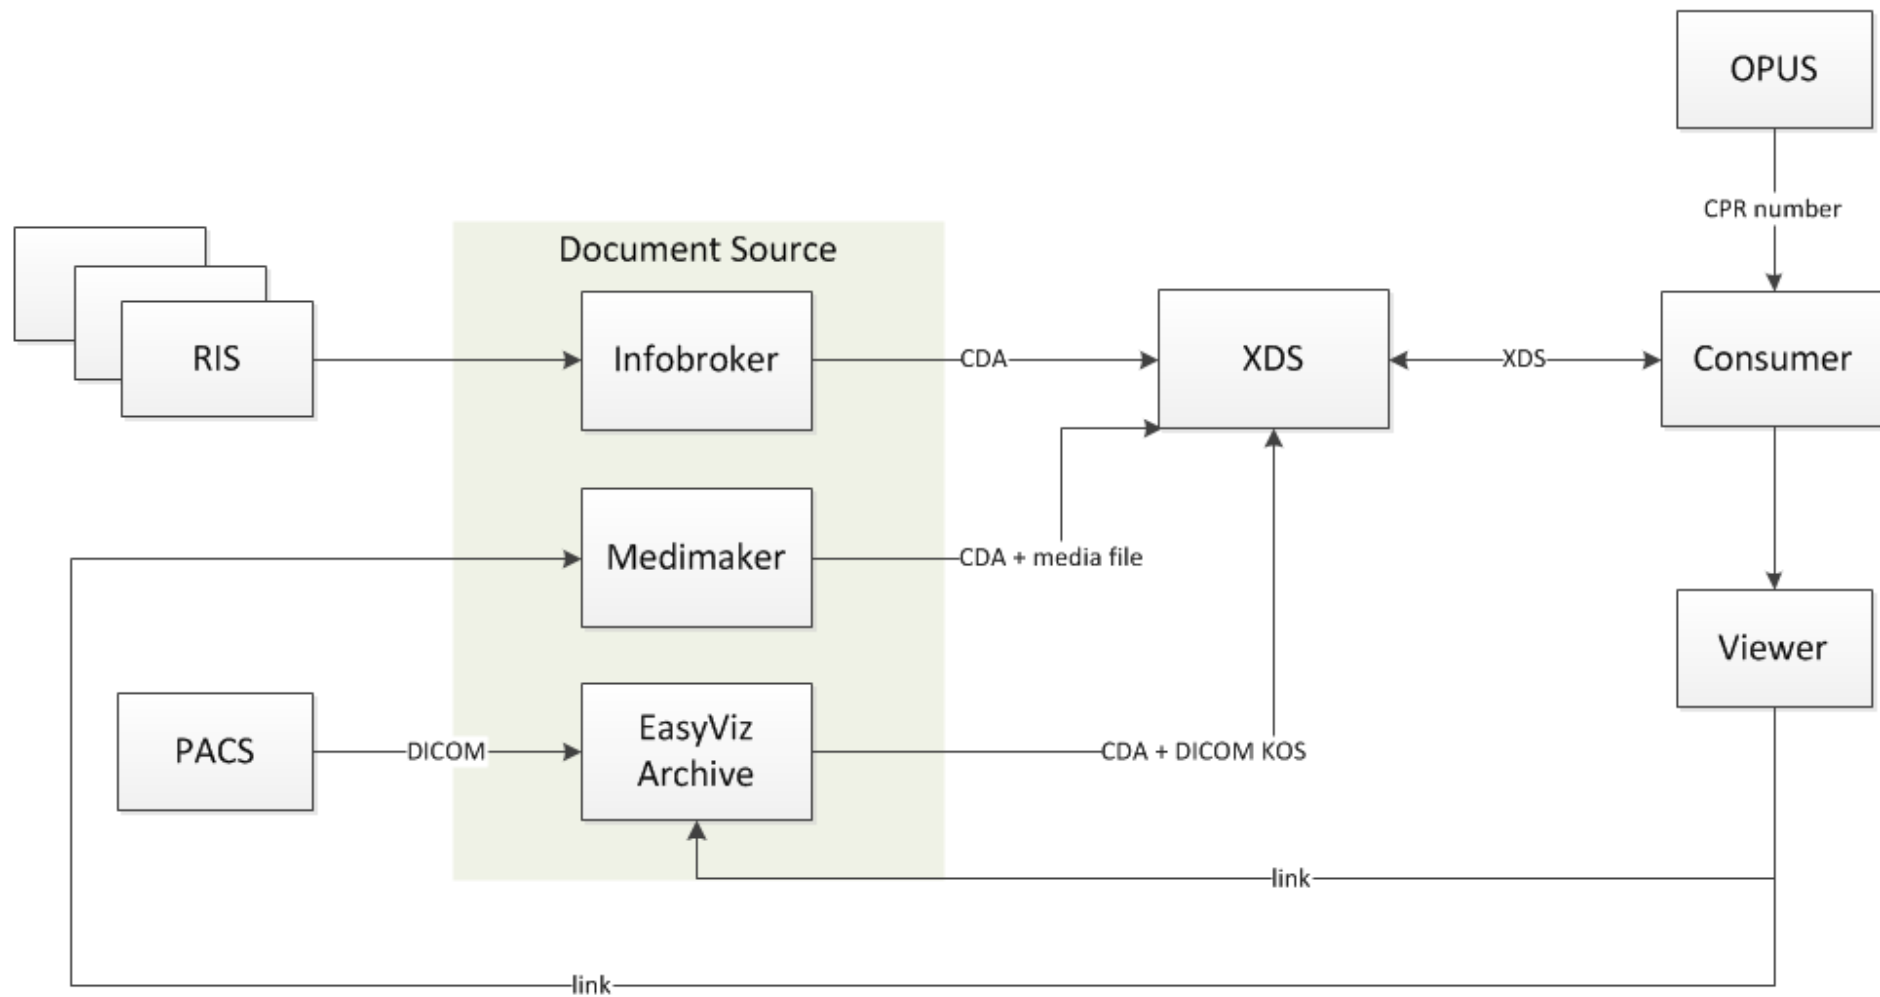 OPUS
CPR number
Document Source
RIS
Infobroker
CDA
XDS
XDS
Consumer
Medimaker
CDA + media file
Viewer
PACS
DICOM
EasyViz
Archive
CDA + DICOM KOS
link
link